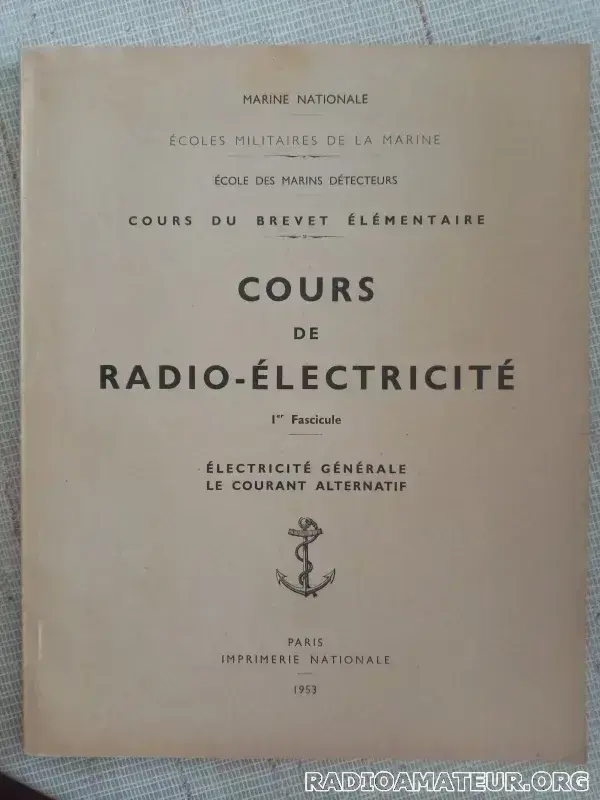 MARINE NATIONALE
ÉCOLES MILITAIRES DE LA MARINE
ÉCOLE DES MARINS DÉTECTEURS
COURS DU BREVET ÉLÉMENTAIRE
COURS
DE
RADIO-ÉLECTRICITÉ
1er Fascicule
ÉLECTRICITÉ GÉNÉRALE
LE COURANT ALTERNATIF
PARIS
IMPRIMERIE NATIONALE
1953
RADIOAMATEUR.ORG